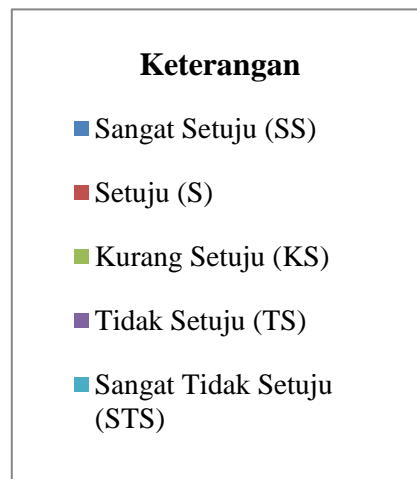 Keterangan
Sangat Setuju (SS)
Setuju (S)
Kurang Setuju (KS)
Tidak Setuju (TS)
Sangat Tidak Setuju
(STS)